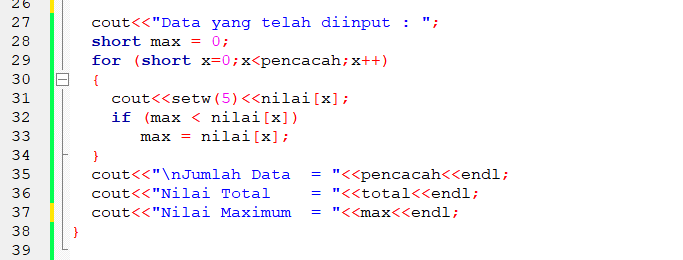 26
27 cout<<"Data yang telah diinput : ";
28 short max = 0;
29 for (short x=0;x<pencacah;x++)
30 {
31 cout<<setw(5)<<nilai[x];
32 if (max < nilai[x])
33 max = nilai[x];
34 }
35 cout<<"\nJumlah Data  = "<<pencacah<<endl;
36 cout<<"Nilai Total    = "<<total<<endl;
37 cout<<"Nilai Maximum  = "<<max<<endl;
38 }
39